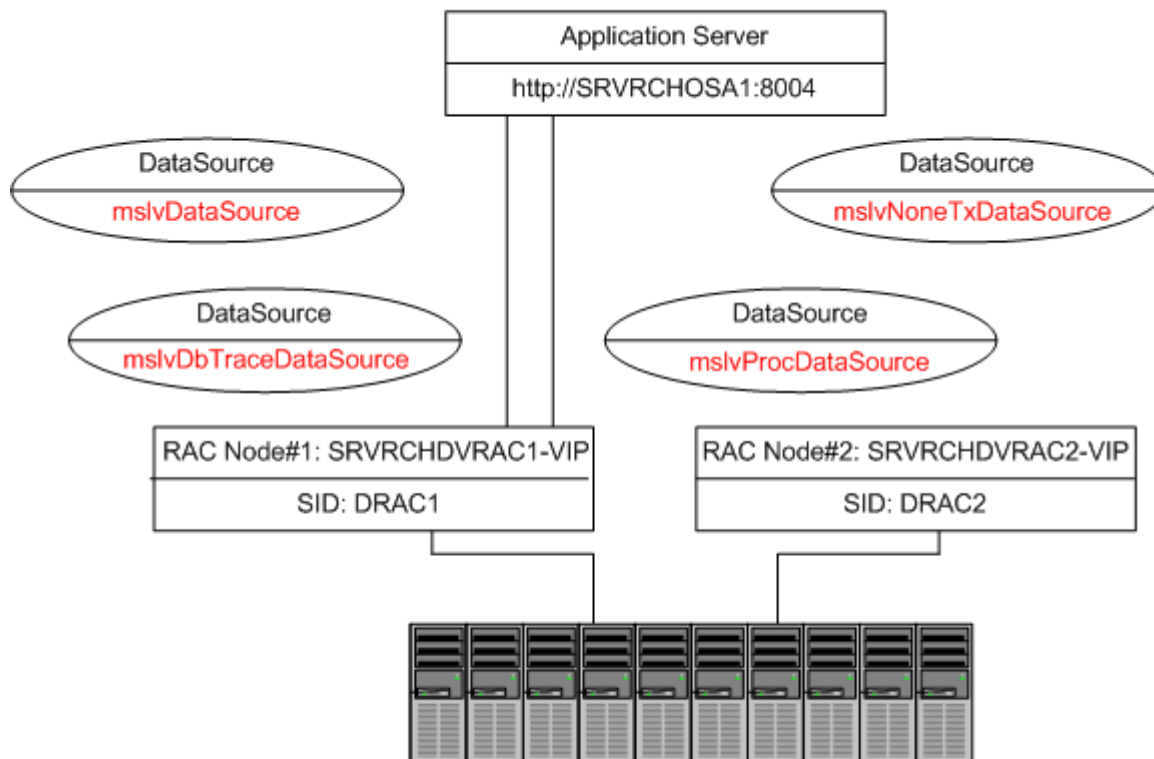 Application Server
http://SRVRCHOSA1:8004
DataSource
mslvDataSource
DataSource
mslvNoneTxDataSource
DataSource
mslvDbTraceDataSource
DataSource
mslvProcDataSource
RAC Node#1: SRVRCHDVRAC1-VIP
SID: DRAC1
RAC Node#2: SRVRCHDVRAC2-VIP
SID: DRAC2